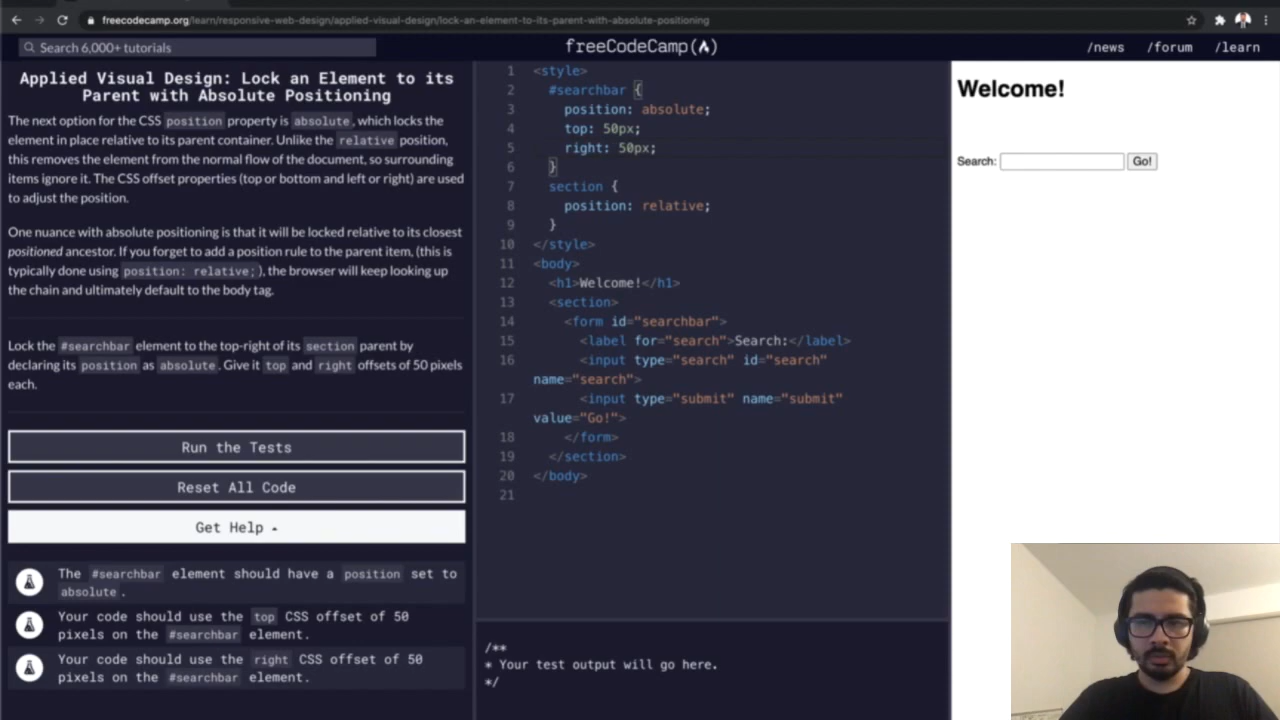 freecodecamp.org/learn/responsive-web-design/applied-visual-design/lock-an-element-to-its-parent-with-absolute-positioning
Search 6,000+ tutorials
freeCodeCamp
/news
/forum
/learn
Applied Visual Design: Lock an Element to its
Parent with Absolute Positioning
The next option for the CSS position property is absolute, which locks the
element in place relative to its parent container. Unlike the relative position,
this removes the element from the normal flow of the document, so surrounding
items ignore it. The CSS offset properties (top or bottom and left or right) are used
to adjust the position.
One nuance with absolute positioning is that it will be locked relative to its closest
positioned ancestor. If you forget to add a position rule to the parent item, (this is
typically done using position: relative;), the browser will keep looking up
the chain and ultimately default to the body tag.
Lock the #searchbar element to the top-right of its section parent by
declaring its position as absolute. Give it top and right offsets of 50 pixels
each.
Run the Tests
Reset All Code
Get Help
The #searchbar element should have a position set to
absolute.
Your code should use the top CSS offset of 50
pixels on the #searchbar element.
Your code should use the right CSS offset of 50
pixels on the #searchbar element.
1 <style>
2 #searchbar {
3 position: absolute;
4 top: 50px;
5 right: 50px;
6 }
7 section {
8 position: relative;
9 }
10 </style>
11 <body>
12 <h1>Welcome!</h1>
13 <section>
14 <form id="searchbar">
15 <label for="search">Search:</label>
16 <input type="search" id="search"
name="search">
17 <input type="submit" name="submit"
value="Go!">
18 </form>
19 </section>
20 </body>
21
/**
* Your test output will go here.
*/
Welcome!
Search:
Go!